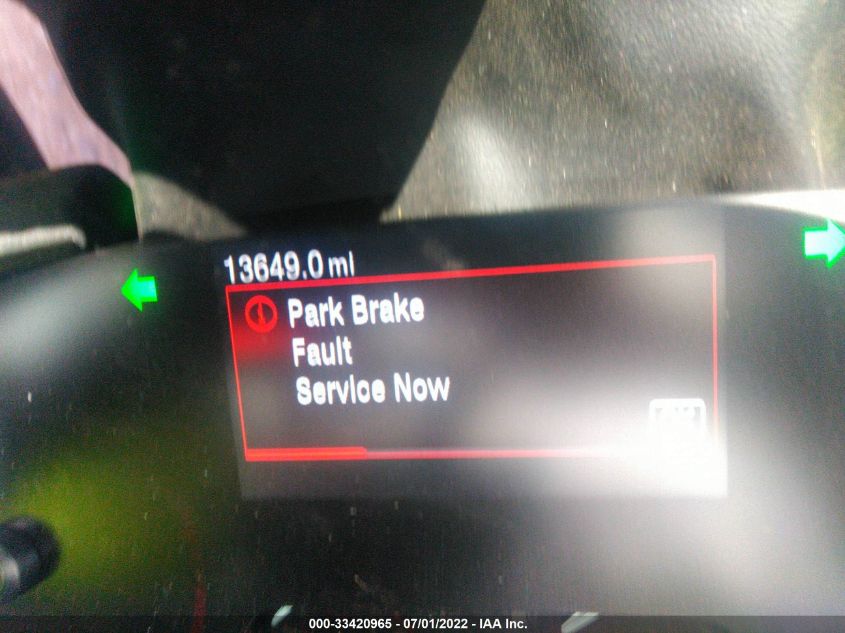 13649.0 mi
Park Brake
Fault
Service Now
000-33420965 - 07/01/2022 - IAA Inc.